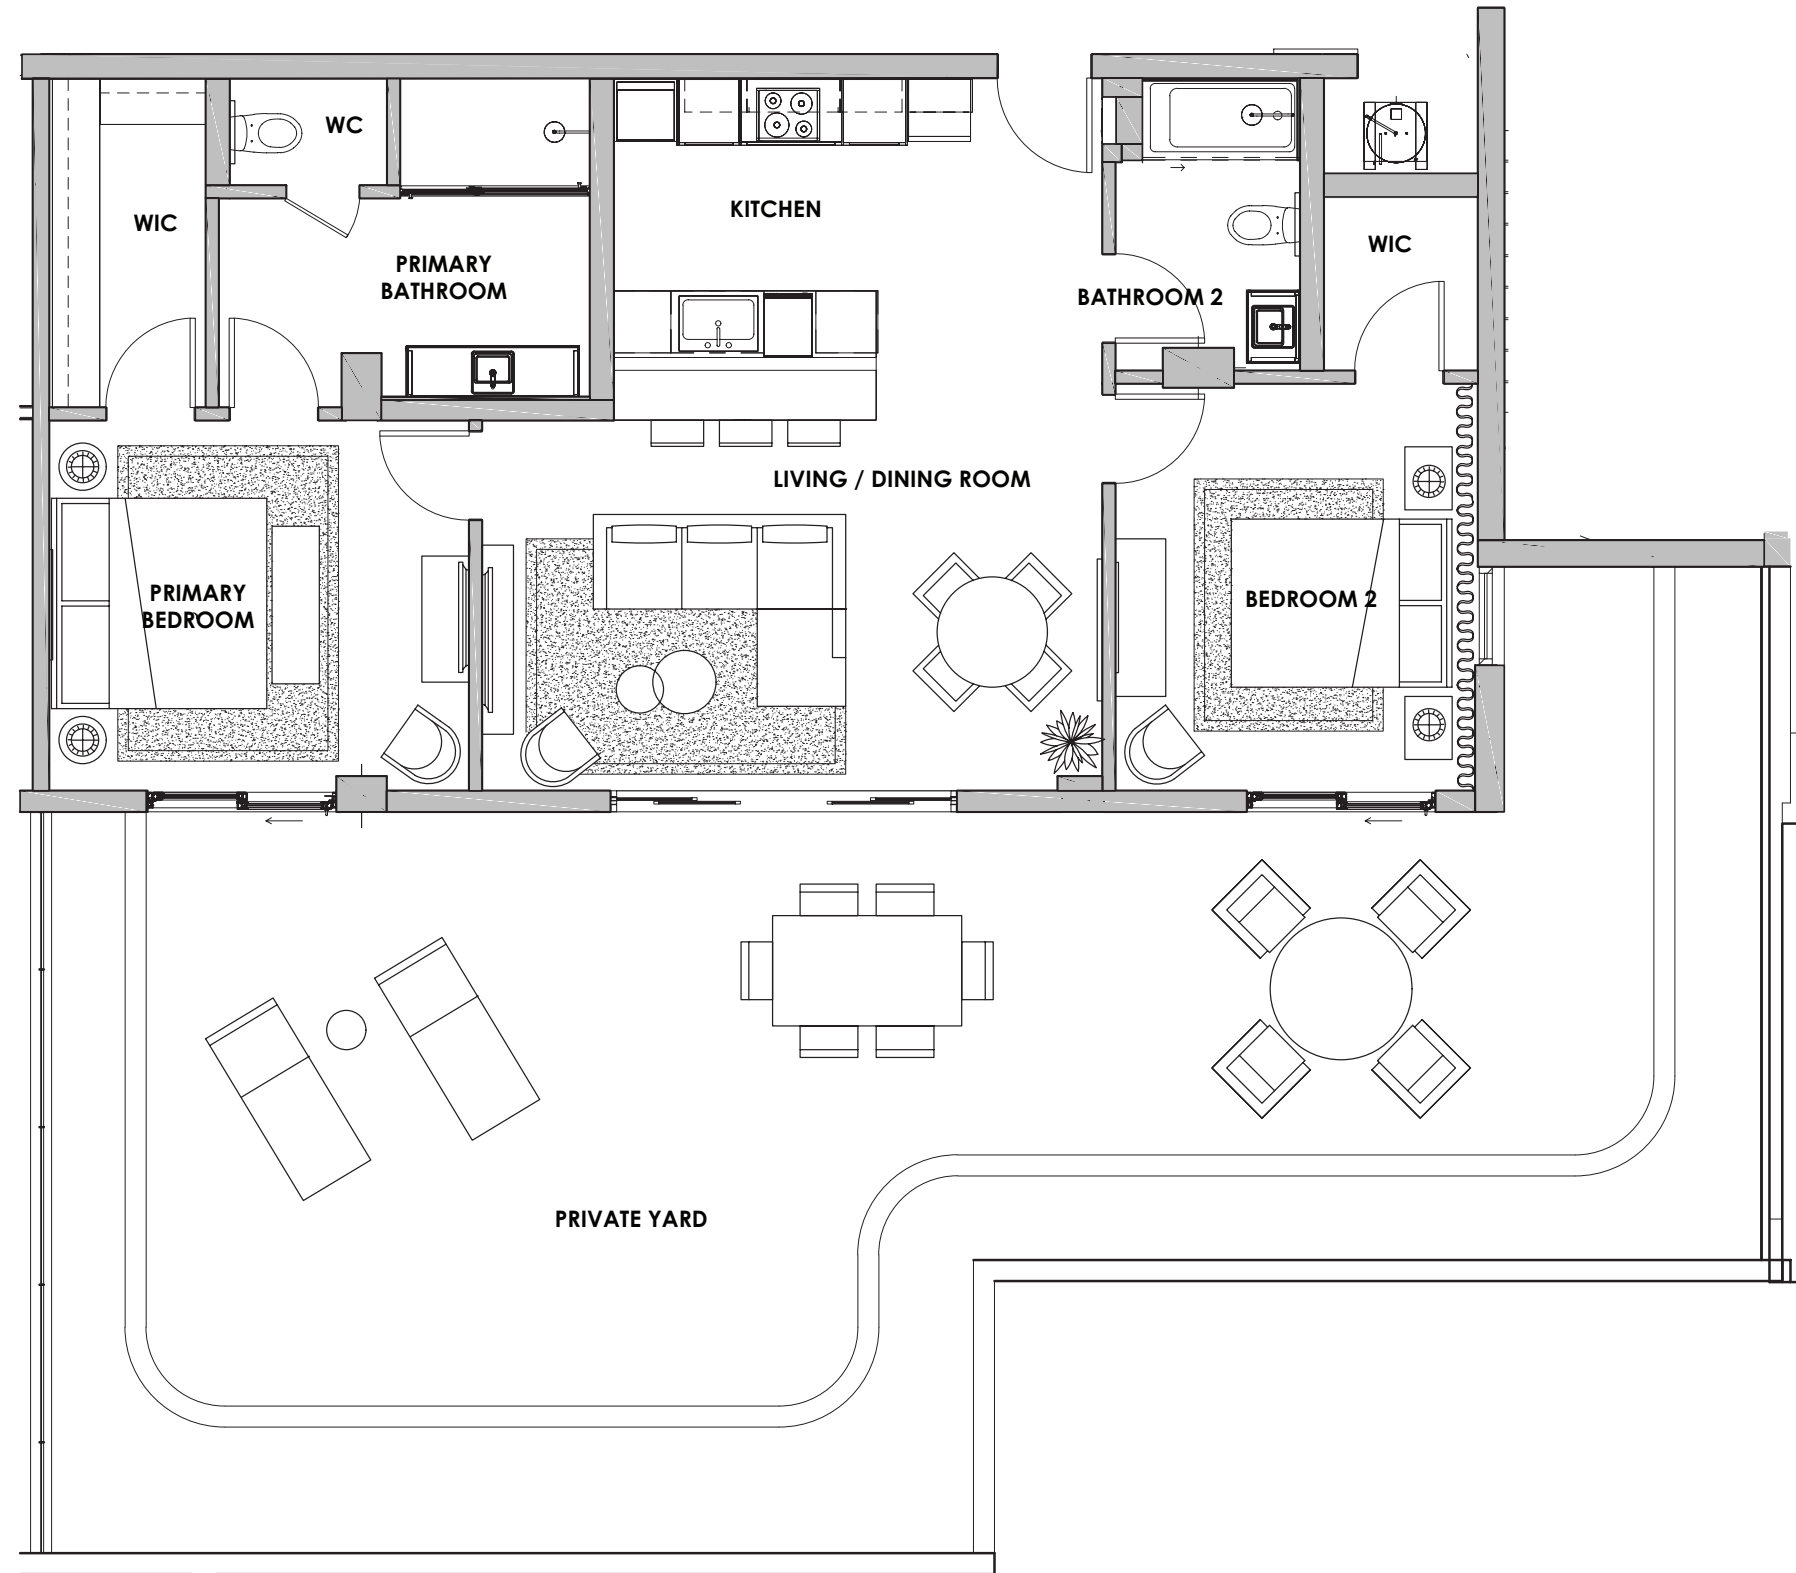 WC
WIC
KITCHEN
WIC
PRIMARY
BATHROOM
BATHROOM 2
LIVING / DINING ROOM
PRIMARY
BEDROOM
BEDROOM 2
PRIVATE YARD